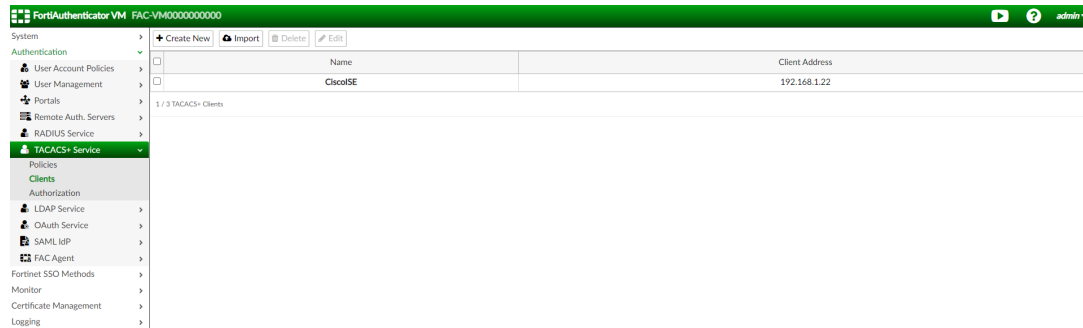 FortiAuthenticator VM FAC-VM0000000000
admin
System
Authentication
User Account Policies
User Management
Portals
Remote Auth. Servers
RADIUS Service
TACACS+ Service
Policies
Clients
Authorization
LDAP Service
OAuth Service
SAML IdP
FAC Agent
Fortinet SSO Methods
Monitor
Certificate Management
Logging
Create New Import Delete Edit
Name Client Address
CiscoISE 192.168.1.22
1 / 3 TACACS+ Clients